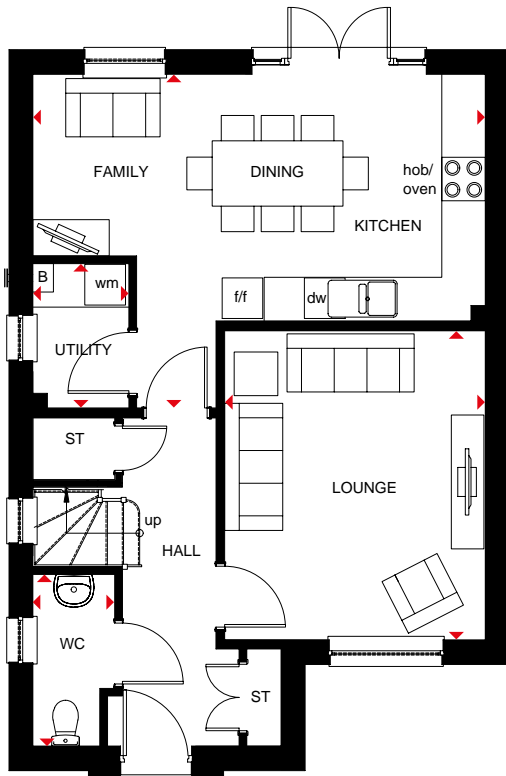 FAMILY
DINING
hob/
oven
KITCHEN
B
wm
f/f
dw
UTILITY
ST
LOUNGE
up
HALL
WC
ST